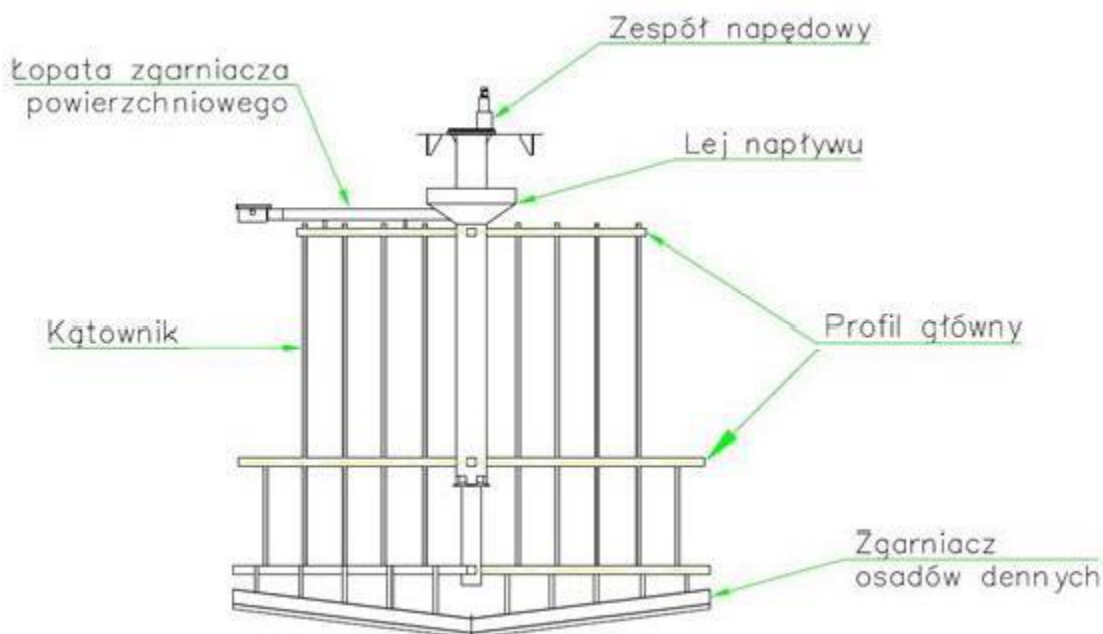 Zespół napędowy
Łopata zgarniacza
powierzchniowego
Lej napływu
Kątownik
Profil główny
Zgarniacz
osadów dennych